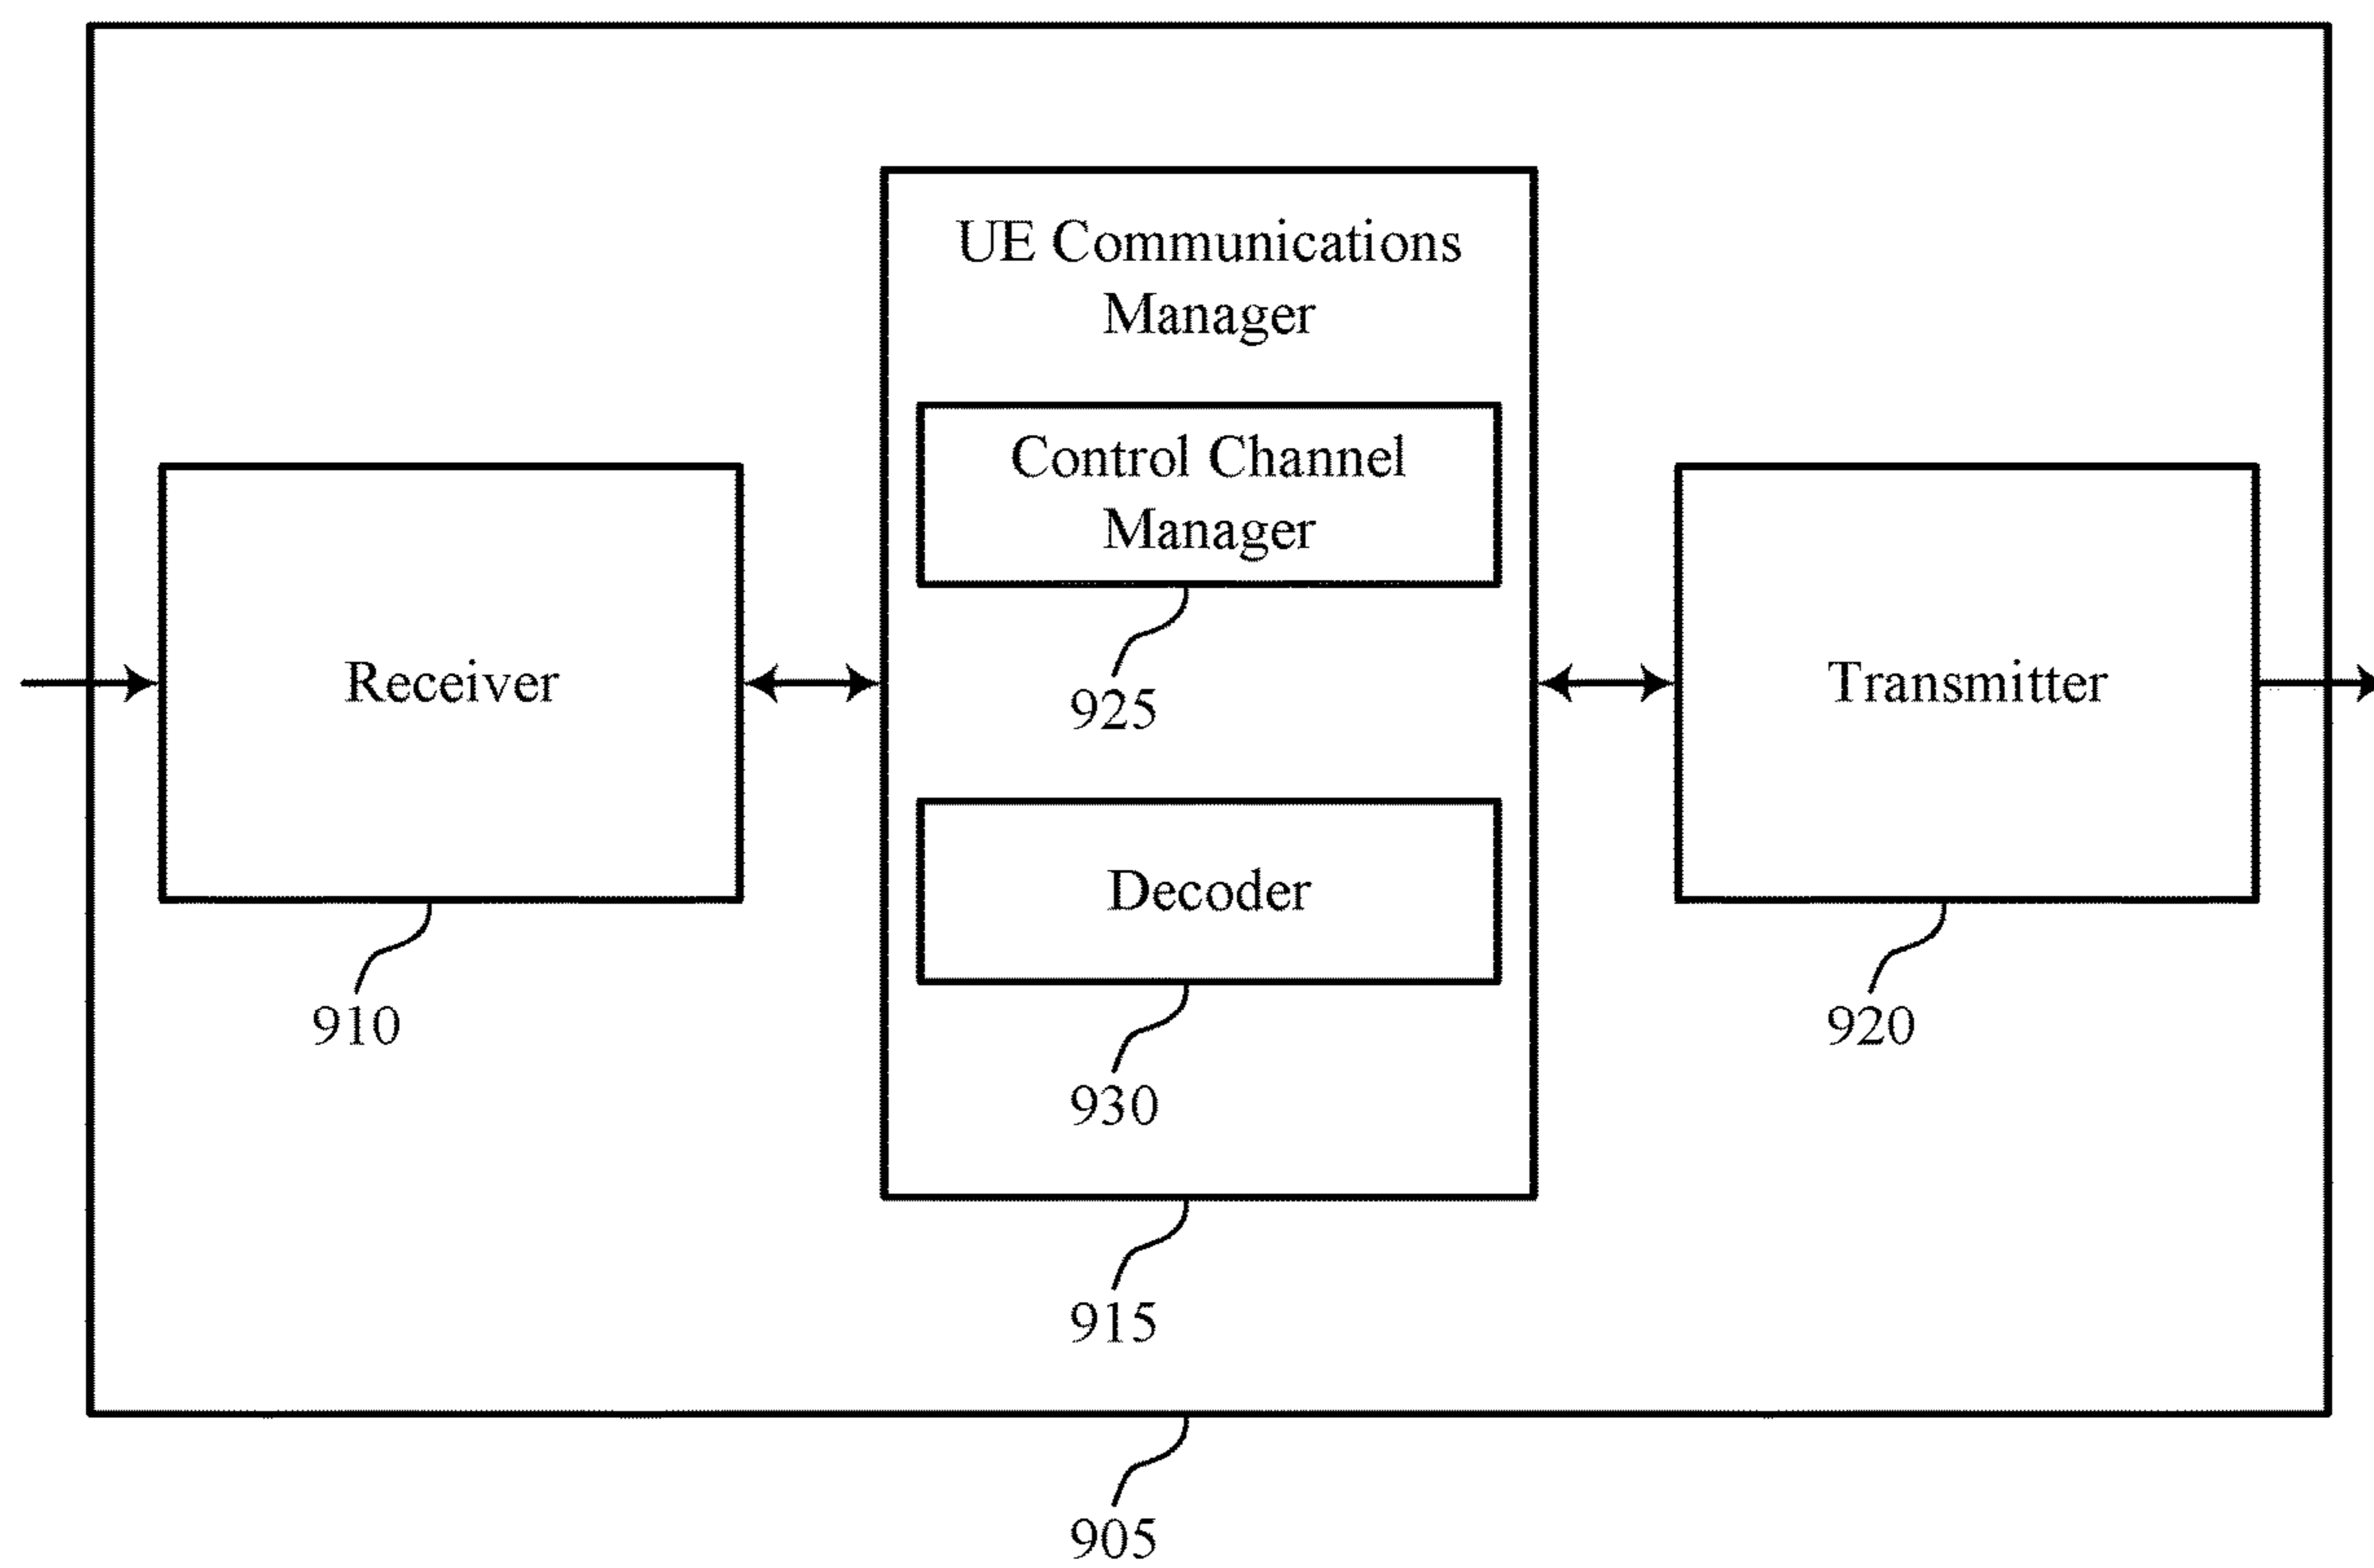 UE Communications
Manager
Control Channel
Manager
925
Receiver
910
Decoder
930
Transmitter
920
915
905